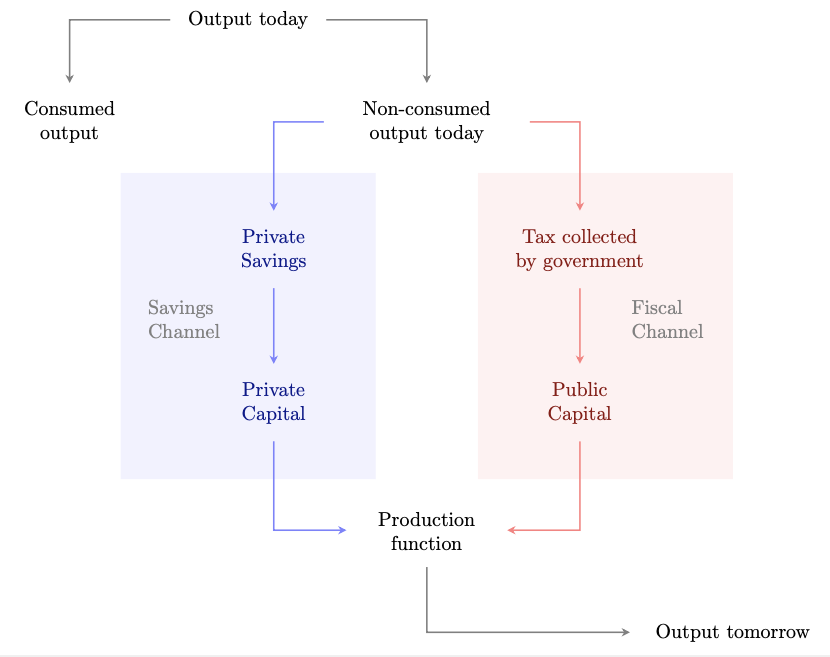 Output today
Consumed
output
Non-consumed
output today
Private
Savings
Tax collected
by government
Savings
Channel
Fiscal
Channel
Private
Capital
Public
Capital
Production
function
Output tomorrow